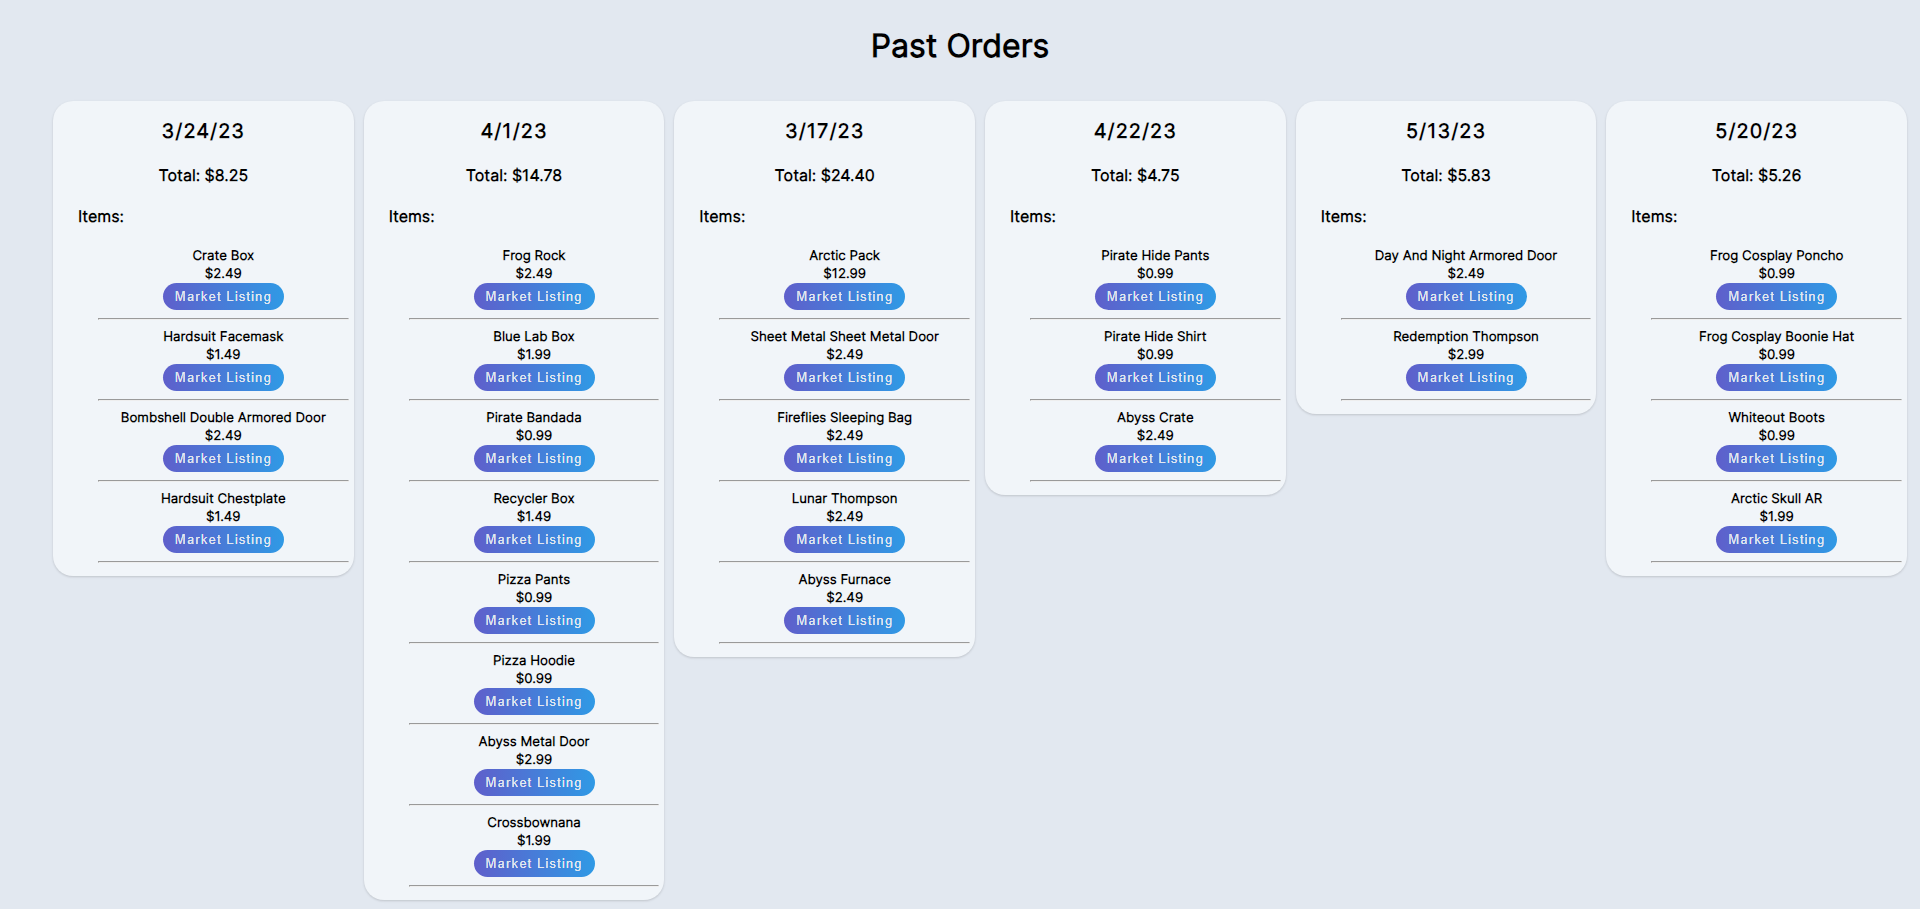 Past Orders
3/24/23
Total: $8.25
Items:
Crate Box
$2.49
Market Listing
Hardsuit Facemask
$1.49
Market Listing
Bombshell Double Armored Door
$2.49
Market Listing
Hardsuit Chestplate
$1.49
Market Listing
4/1/23
Total: $14.78
Items:
Frog Rock
$2.49
Market Listing
Blue Lab Box
$1.99
Market Listing
Pirate Bandada
$0.99
Market Listing
Recycler Box
$1.49
Market Listing
Pizza Pants
$0.99
Market Listing
Pizza Hoodie
$0.99
Market Listing
Abyss Metal Door
$2.99
Market Listing
Crossbownana
$1.99
Market Listing
3/17/23
Total: $24.40
Items:
Arctic Pack
$12.99
Market Listing
Sheet Metal Sheet Metal Door
$2.49
Market Listing
Fireflies Sleeping Bag
$2.49
Market Listing
Lunar Thompson
$2.49
Market Listing
Abyss Furnace
$2.49
Market Listing
4/22/23
Total: $4.75
Items:
Pirate Hide Pants
$0.99
Market Listing
Pirate Hide Shirt
$0.99
Market Listing
Abyss Crate
$2.49
Market Listing
5/13/23
Total: $5.83
Items:
Day And Night Armored Door
$2.49
Market Listing
Redemption Thompson
$2.99
Market Listing
5/20/23
Total: $5.26
Items:
Frog Cosplay Poncho
$0.99
Market Listing
Frog Cosplay Boonie Hat
$0.99
Market Listing
Whiteout Boots
$0.99
Market Listing
Arctic Skull AR
$1.99
Market Listing